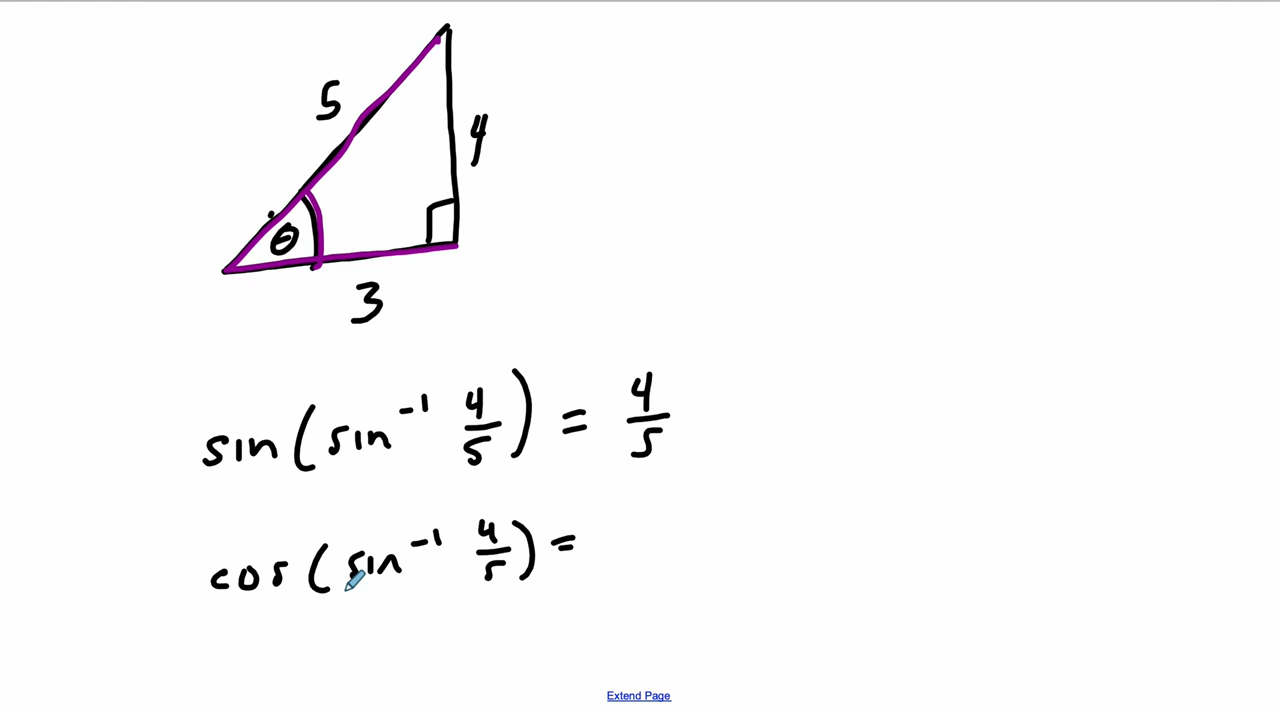 5
4
θ
3
sin(sin⁻¹ 4/5) = 4/5
cos(sin⁻¹ 4/5) =
Extend Page